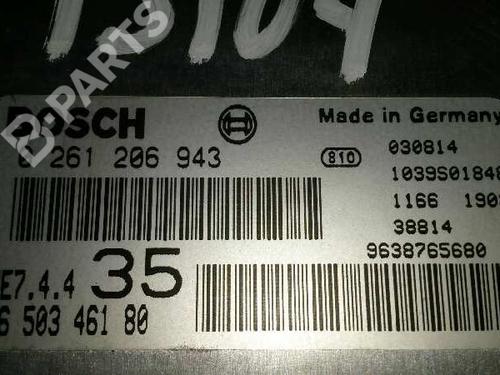 B-PARTS
BOSCH
Made in Germany
0 261 206 943
810
030814
1039S01848
1166 190
38814
9638765680
E7.4.4 35
6 503 461 80